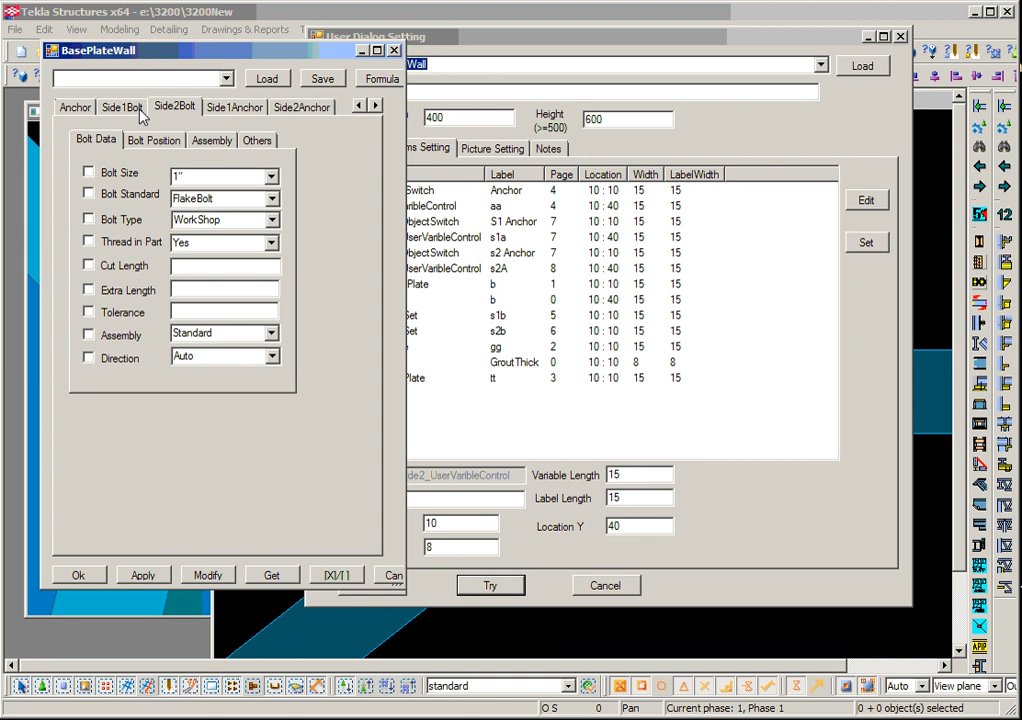 Tekla Structures x64 - e:\3200\3200New
File Edit View Modeling Detailing Drawings & Reports
User Dialog Setting
BasePlateWall
Load Save Formula
Wall Load
Anchor Side1Bolt Side2Bolt Side1Anchor Side2Anchor
400 Height (>=500) 600
Bolt Data Bolt Position Assembly Others
ms Setting Picture Setting Notes
Label Page Location Width LabelWidth
Switch Anchor 4 10 : 10 15 15
aribleControl aa 4 10 : 40 15 15
bjectSwitch S1 Anchor 7 10 : 10 15 15
UserVaribleControl s1a 7 10 : 40 15 15
bjectSwitch s2 Anchor 7 10 : 10 15 15
UserVaribleControl s2A 8 10 : 40 15 15
Plate b 1 10 : 10 15 15
b 0 10 : 40 15 15
Set s1b 5 10 : 10 15 15
Set s2b 6 10 : 10 15 15
e gg 2 10 : 10 15 15
GroutThick 0 10 : 10 8 8
Plate tt 3 10 : 10 15 15
Edit
Set
Bolt Size 1"
Bolt Standard FlakeBolt
Bolt Type WorkShop
Thread in Part Yes
Cut Length
Extra Length
Tolerance
Assembly Standard
Direction Auto
ide2_UserVaribleControl Variable Length 15
Label Length 15
10 Location Y 40
8
Ok Apply Modify Get [X]/[ ] Can
Try Cancel
standard Auto View plane Ou
O S 0 Pan Current phase: 1, Phase 1 0 + 0 object(s) selected